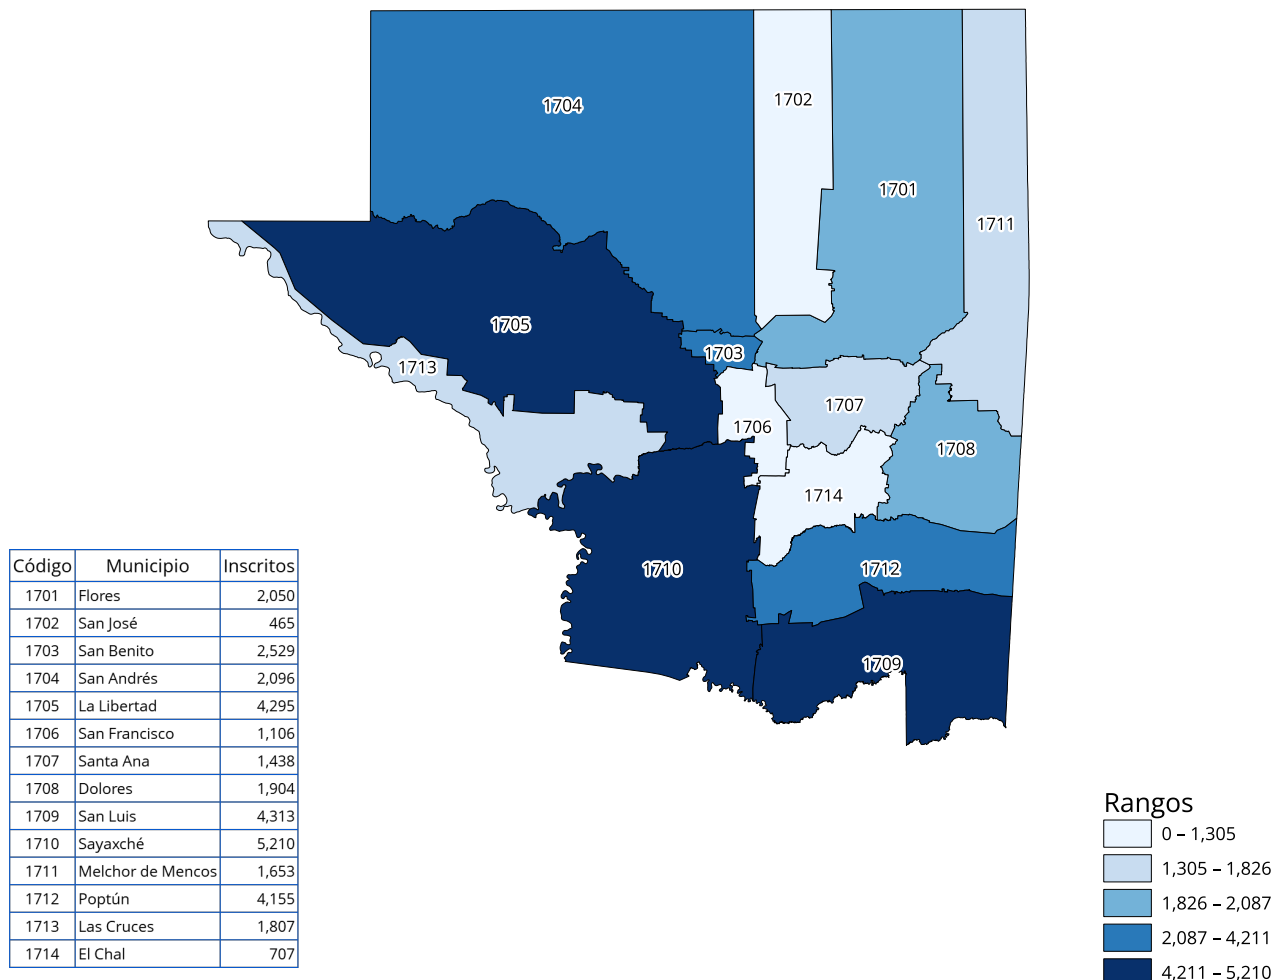 1704
1702
1701
1711
1705
1703
1713
1707
1706
1708
1714
1710
1712
1709
Código Municipio Inscritos
1701 Flores 2,050
1702 San José 465
1703 San Benito 2,529
1704 San Andrés 2,096
1705 La Libertad 4,295
1706 San Francisco 1,106
1707 Santa Ana 1,438
1708 Dolores 1,904
1709 San Luis 4,313
1710 Sayaxché 5,210
1711 Melchor de Mencos 1,653
1712 Poptún 4,155
1713 Las Cruces 1,807
1714 El Chal 707
Rangos
0 – 1,305
1,305 – 1,826
1,826 – 2,087
2,087 – 4,211
4,211 – 5,210